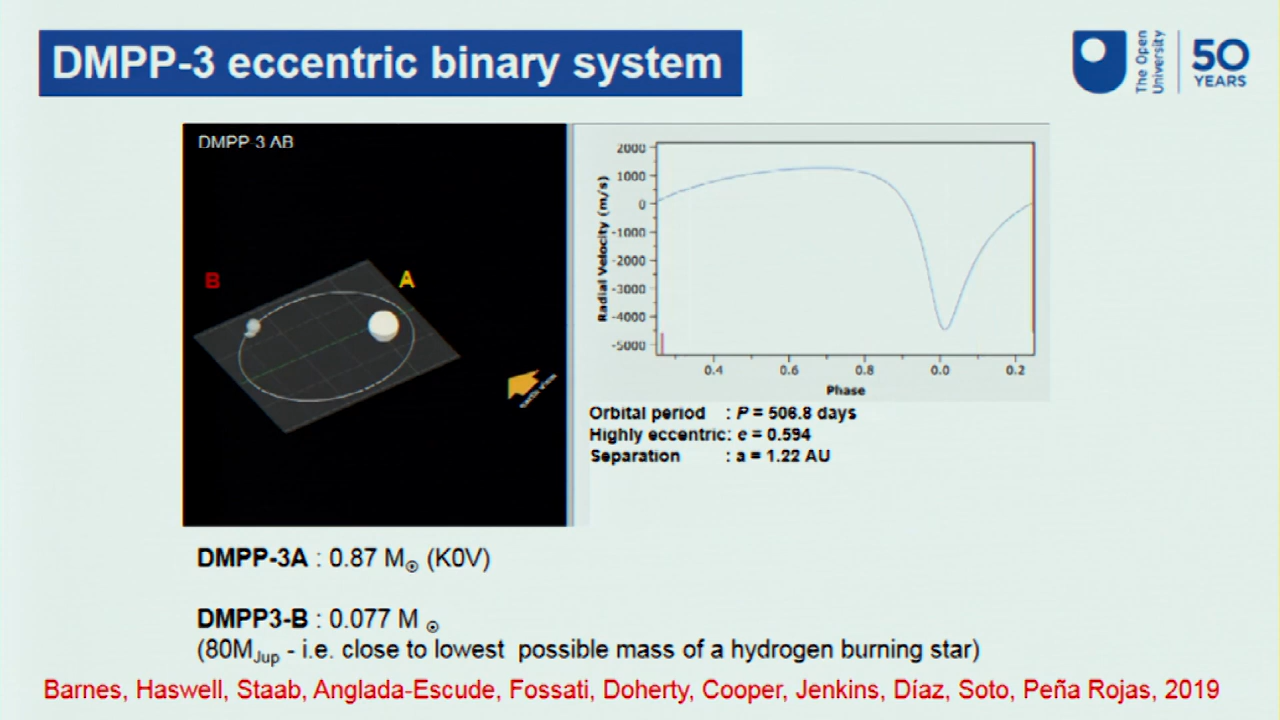 DMPP-3 eccentric binary system
The Open
University
50
YEARS
DMPP-3 AB
B
A
earth view
2000
1000
0
-1000
-2000
-3000
-4000
-5000
Radial Velocity (m/s)
0.4 0.6 0.8 0.0 0.2
Phase
Orbital period : P = 506.8 days
Highly eccentric: e = 0.594
Separation : a = 1.22 AU
DMPP-3A : 0.87 M☉ (K0V)
DMPP3-B : 0.077 M ☉
(80MJup - i.e. close to lowest possible mass of a hydrogen burning star)
Barnes, Haswell, Staab, Anglada-Escude, Fossati, Doherty, Cooper, Jenkins, Díaz, Soto, Peña Rojas, 2019